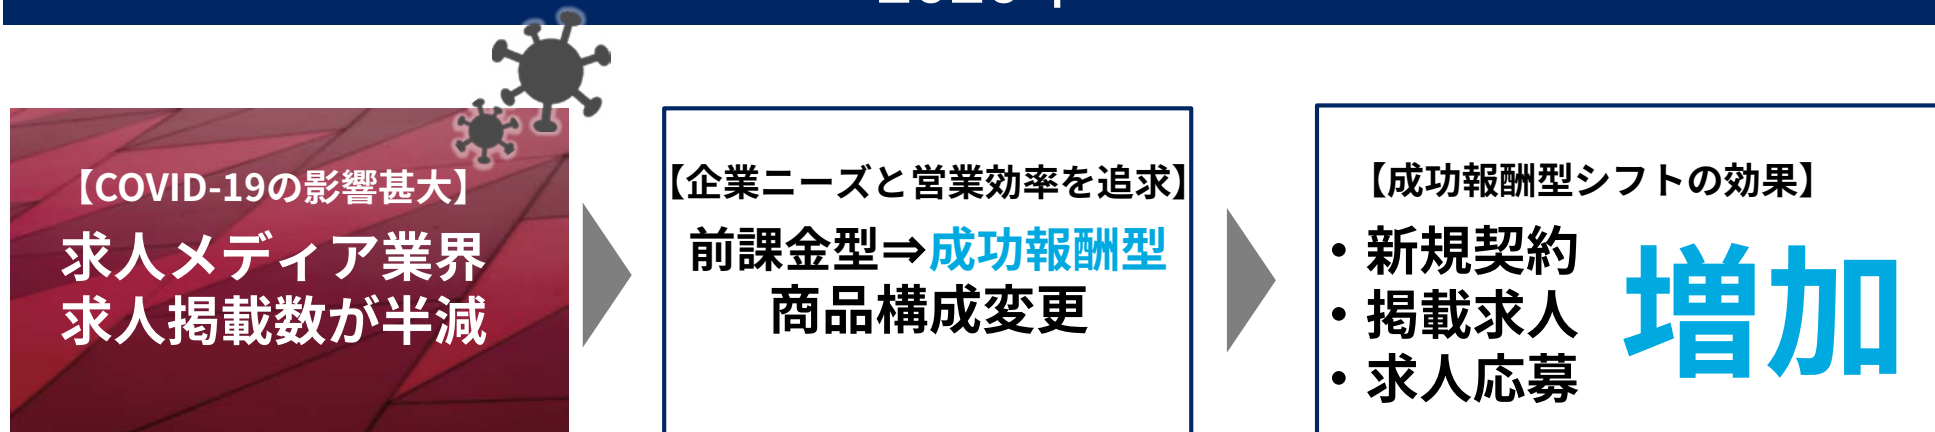 【COVID-19の影響甚大】
求人メディア業界
求人掲載数が半減
【企業ニーズと営業効率を追求】
前課金型⇒成功報酬型
商品構成変更
【成功報酬型シフトの効果】
・新規契約
・掲載求人
・求人応募
増加